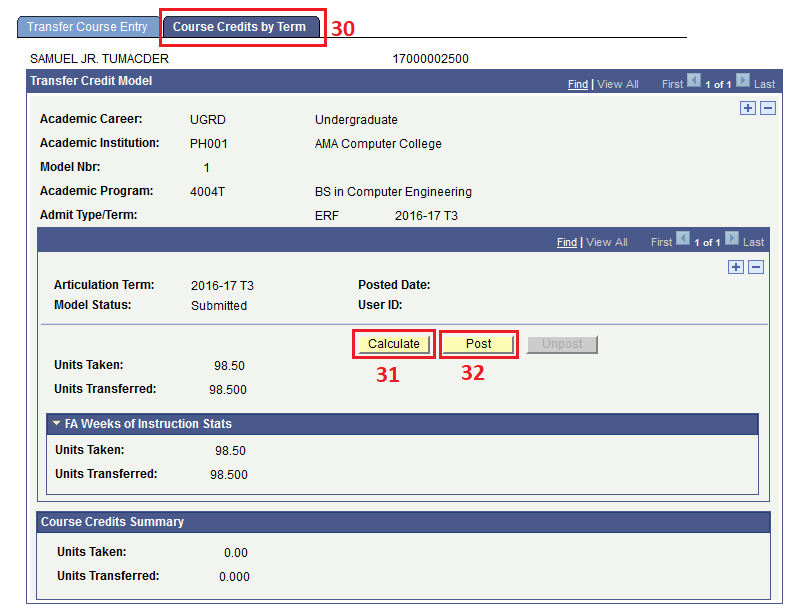 Transfer Course Entry Course Credits by Term 30
SAMUEL JR. TUMACDER 17000002500
Transfer Credit Model Find | View All First 1 of 1 Last
Academic Career: UGRD Undergraduate
Academic Institution: PH001 AMA Computer College
Model Nbr: 1
Academic Program: 4004T BS in Computer Engineering
Admit Type/Term: ERF 2016-17 T3
Find | View All First 1 of 1 Last
Articulation Term: 2016-17 T3 Posted Date:
Model Status: Submitted User ID:
Calculate Post Unpost
Units Taken: 98.50 31 32
Units Transferred: 98.500
FA Weeks of Instruction Stats
Units Taken: 98.50
Units Transferred: 98.500
Course Credits Summary
Units Taken: 0.00
Units Transferred: 0.000